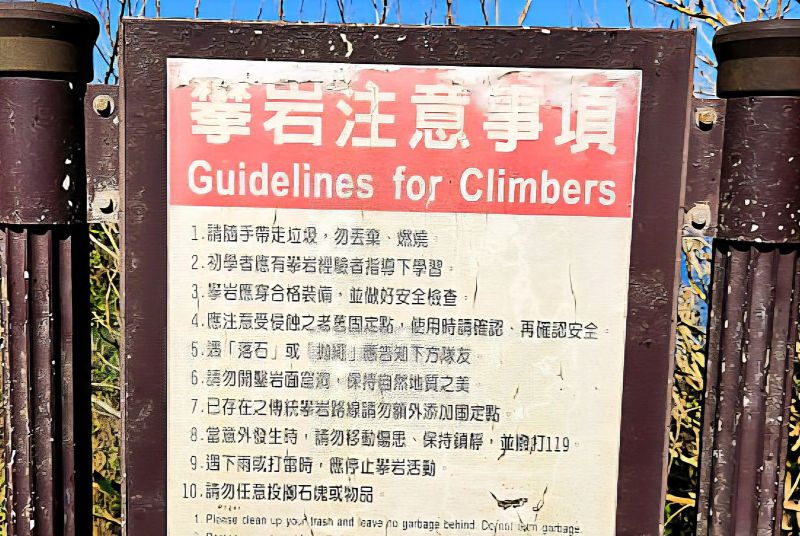 攀岩注意事項
Guidelines for Climbers
1.請隨手帶走垃圾，勿丟棄、燃燒。
2.初學者應有攀岩經驗者指導下學習。
3.攀岩應穿合格裝備，並做好安全檢查。
4.應注意受侵蝕之老舊固定點，使用時請確認、再確認安全。
5.遇「落石」或「拋繩」應告知下方隊友。
6.請勿開鑿岩面窟洞，保持自然地質之美。
7.已存在之傳統攀岩路線請勿額外添加固定點。
8.當意外發生時，請勿移動傷患、保持鎮靜，並撥打119。
9.遇下雨或打雷時，應停止攀岩活動。
10.請勿任意投擲石塊或物品
1. Please clean up your trash and leave no garbage behind. Do not burn garbage.